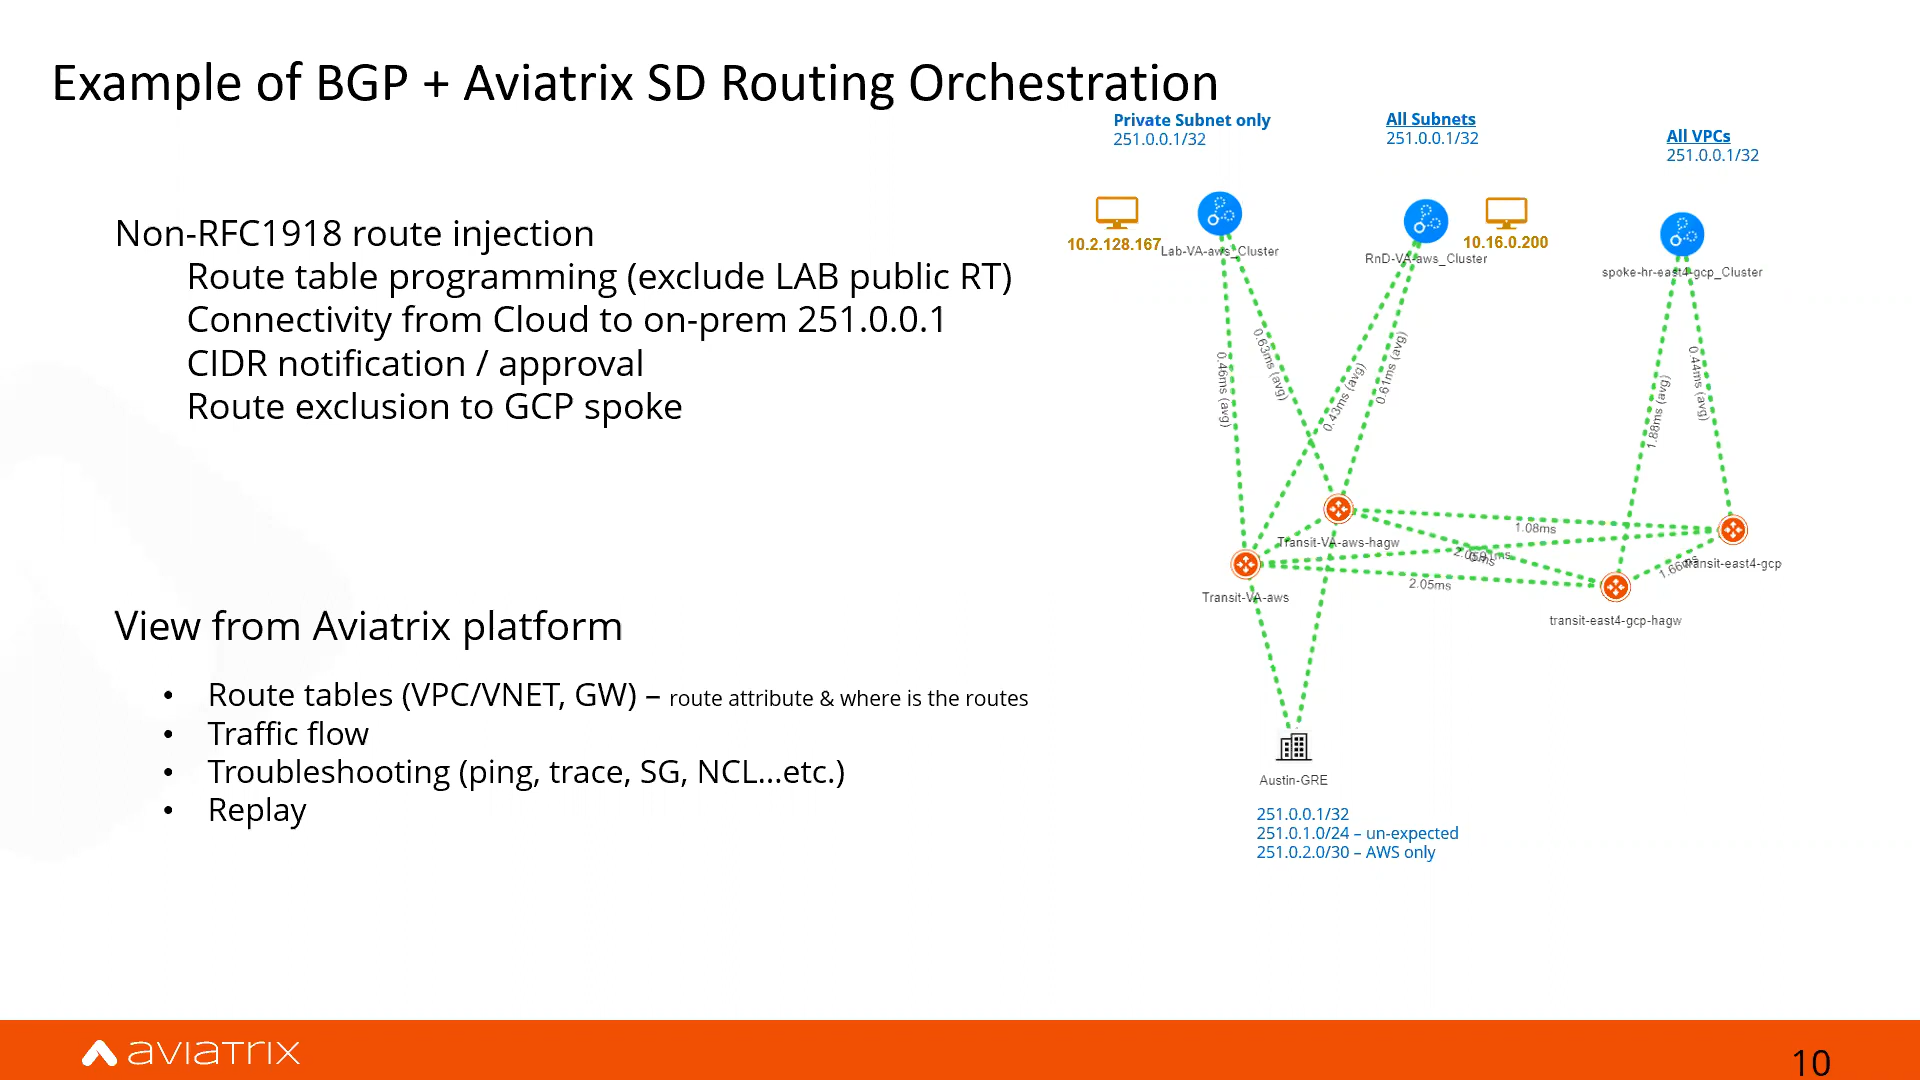 Example of BGP + Aviatrix SD Routing Orchestration
Private Subnet only
251.0.0.1/32
All Subnets
251.0.0.1/32
All VPCs
251.0.0.1/32
Non-RFC1918 route injection
Route table programming (exclude LAB public RT)
Connectivity from Cloud to on-prem 251.0.0.1
CIDR notification / approval
Route exclusion to GCP spoke
10.2.128.167
Lab-VA-aws_Cluster
RnD-VA-aws_Cluster
10.16.0.200
spoke-hr-east4-gcp_Cluster
0.46ms (avg)
0.63ms (avg)
0.43ms (avg)
0.61ms (avg)
1.88ms (avg)
0.44ms (avg)
Transit-VA-aws-hagw
1.08ms
transit-east4-gcp
1.66ms
2.05ms
Transit-VA-aws
transit-east4-gcp-hagw
View from Aviatrix platform
• Route tables (VPC/VNET, GW) – route attribute & where is the routes
• Traffic flow
• Troubleshooting (ping, trace, SG, NCL...etc.)
• Replay
Austin-GRE
251.0.0.1/32
251.0.1.0/24 – un-expected
251.0.2.0/30 – AWS only
aviatrix
10